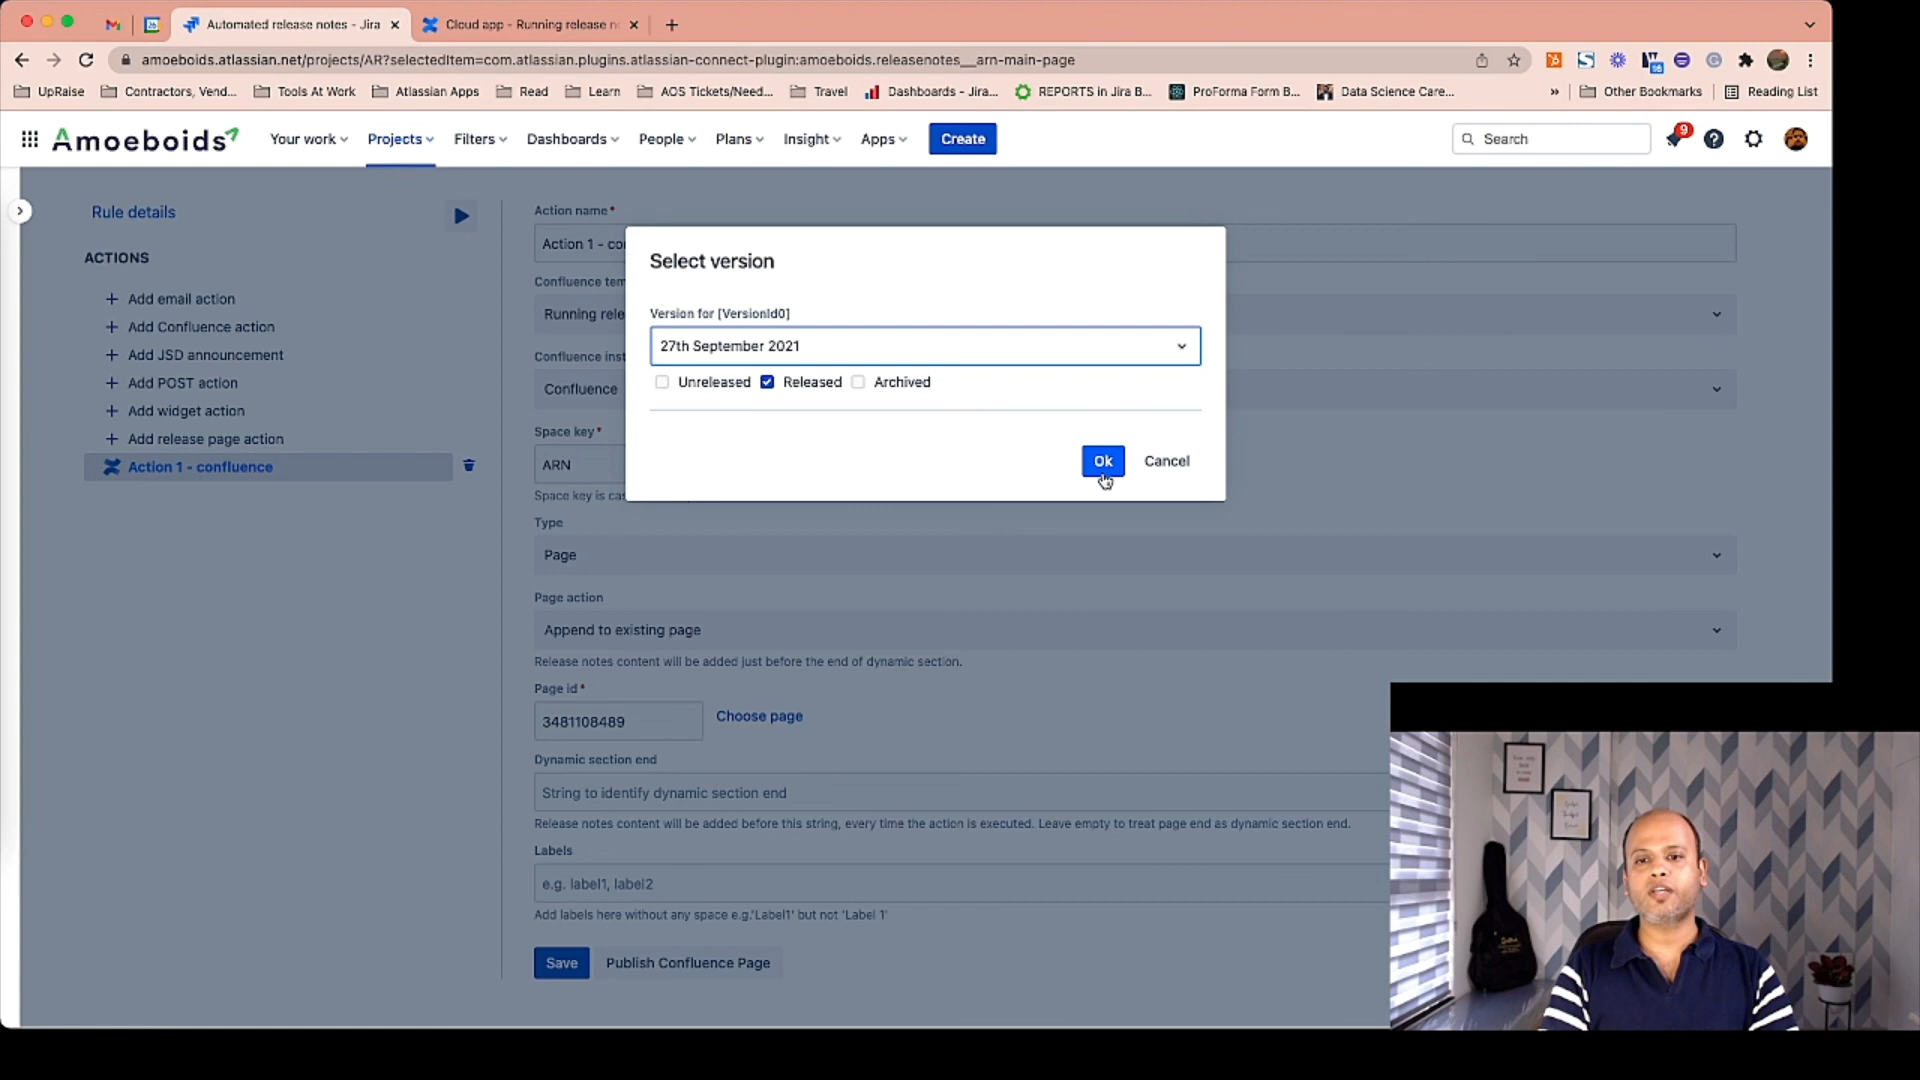 Automated release notes - Jira
Cloud app - Running release n
amoeboids.atlassian.net/projects/AR?selectedItem=com.atlassian.plugins.atlassian-connect-plugin:amoeboids.releasenotes__arn-main-page
UpRaise
Contractors, Vend...
Tools At Work
Atlassian Apps
Read
Learn
AOS Tickets/Need...
Travel
Dashboards - Jira...
REPORTS in Jira B...
ProForma Form B...
Data Science Care...
»
Other Bookmarks
Reading List
Amoeboids
Your work
Projects
Filters
Dashboards
People
Plans
Insight
Apps
Create
Search
9
Rule details
ACTIONS
Add email action
Add Confluence action
Add JSD announcement
Add POST action
Add widget action
Add release page action
Action 1 - confluence
Action name*
Action 1 - co
Confluence tem
Running rele
Confluence inst
Confluence
Space key*
ARN
Space key is cas
Select version
Version for [VersionId0]
27th September 2021
Unreleased
Released
Archived
Ok
Cancel
Type
Page
Page action
Append to existing page
Release notes content will be added just before the end of dynamic section.
Page id*
3481108489
Choose page
Dynamic section end
String to identify dynamic section end
Release notes content will be added before this string, every time the action is executed. Leave empty to treat page end as dynamic section end.
Labels
e.g. label1, label2
Add labels here without any space e.g.'Label1' but not 'Label 1'
Save
Publish Confluence Page